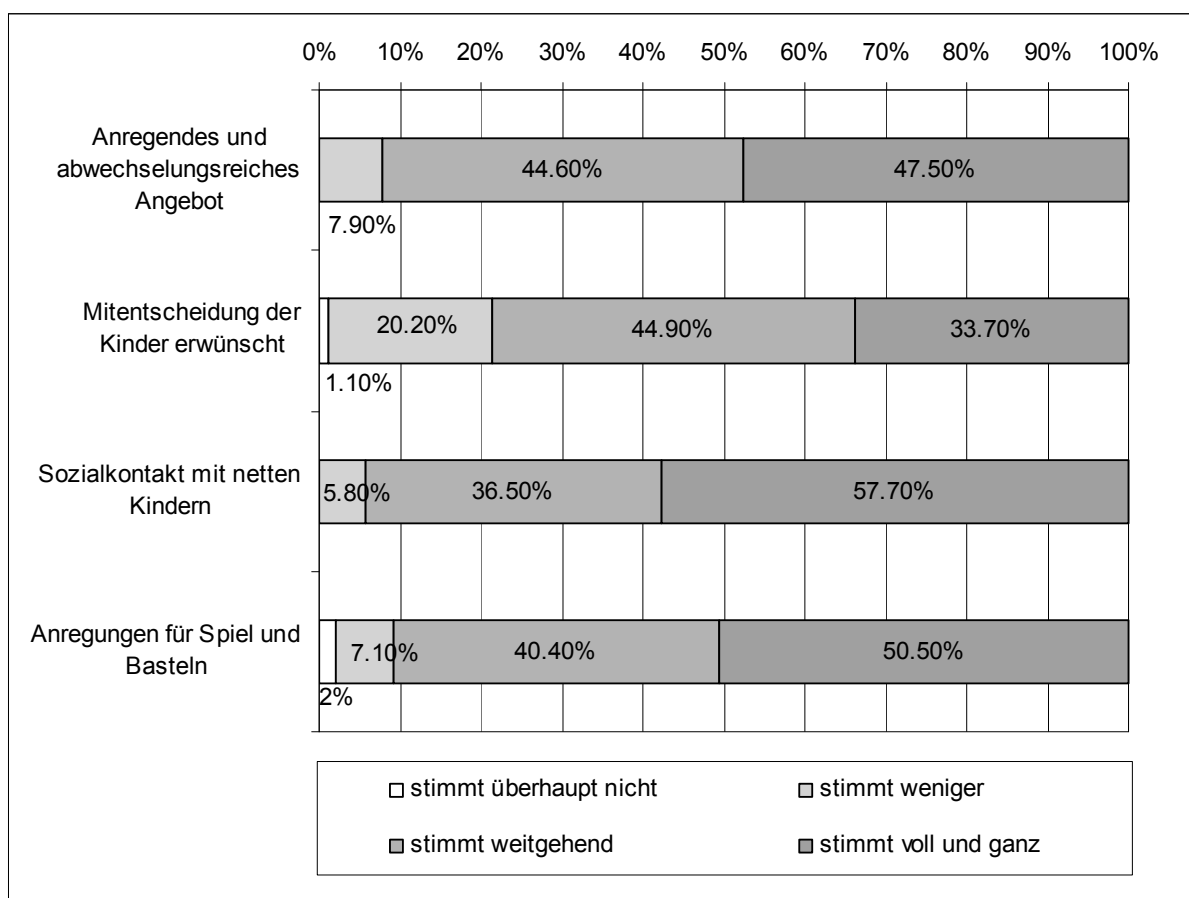 0% 10% 20% 30% 40% 50% 60% 70% 80% 90% 100%
Anregendes und
abwechselungsreiches
Angebot
44.60% 47.50%
7.90%
Mitentscheidung der
Kinder erwünscht
20.20% 44.90% 33.70%
1.10%
Sozialkontakt mit netten
Kindern
5.80% 36.50% 57.70%
Anregungen für Spiel und
Basteln
7.10% 40.40% 50.50%
2%
stimmt überhaupt nicht stimmt weniger
stimmt weitgehend stimmt voll und ganz